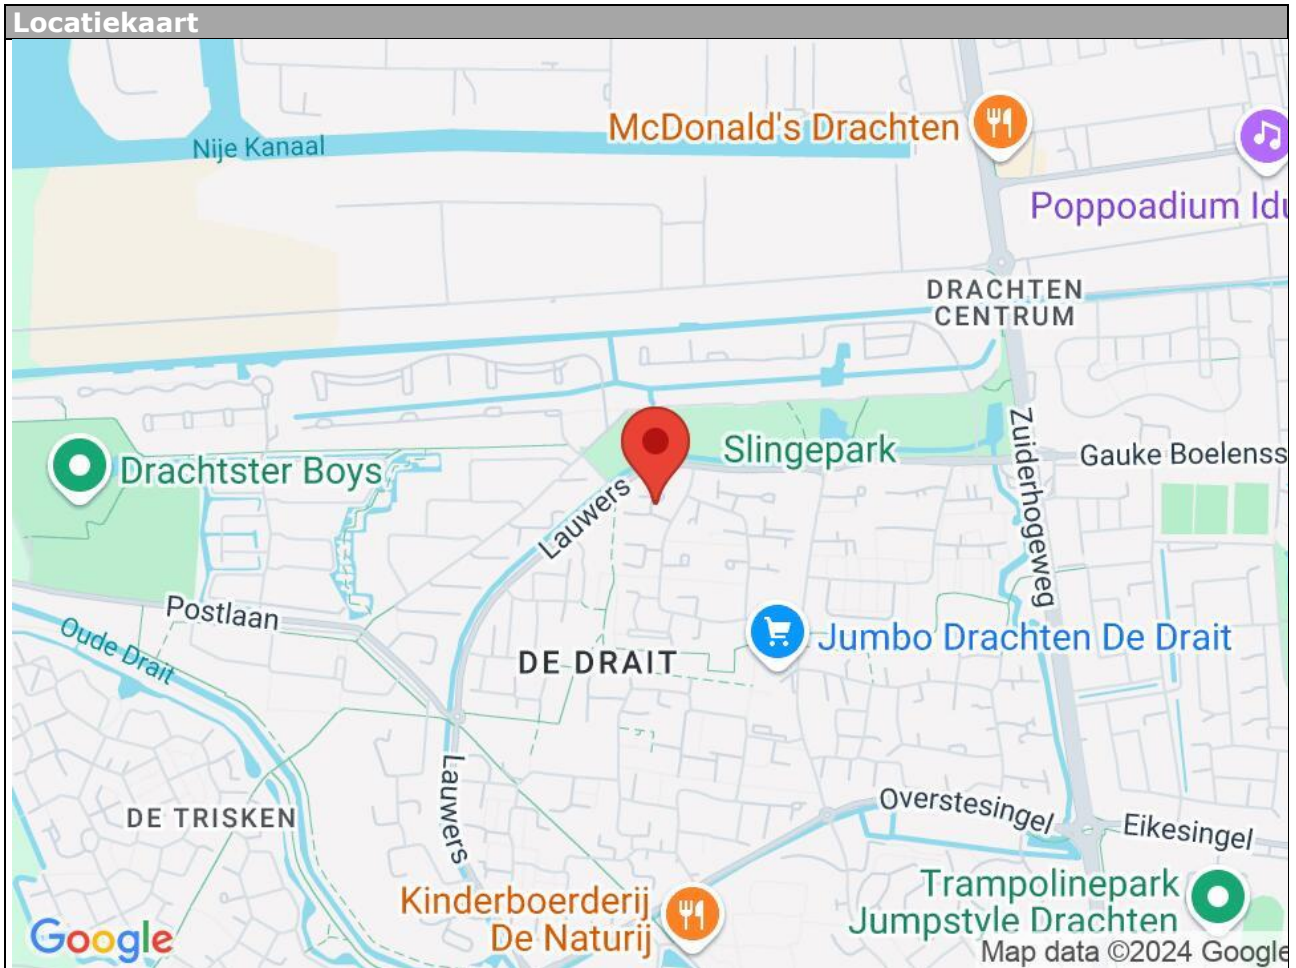 Locatiekaart
McDonald's Drachten
Nije Kanaal
Poppoadium Idu
DRACHTEN
CENTRUM
Zuiderhogeweg
Slingepark
Gauke Boelenss
Drachtster Boys
Lauwers
Postlaan
Oude Drait
Jumbo Drachten De Drait
DE DRAIT
Lauwers
Overstesingel
DE TRISKEN
Eikesingel
Trampolinepark
Jumpstyle Drachten
Kinderboerderij
De Naturij
Google
Map data ©2024 Google